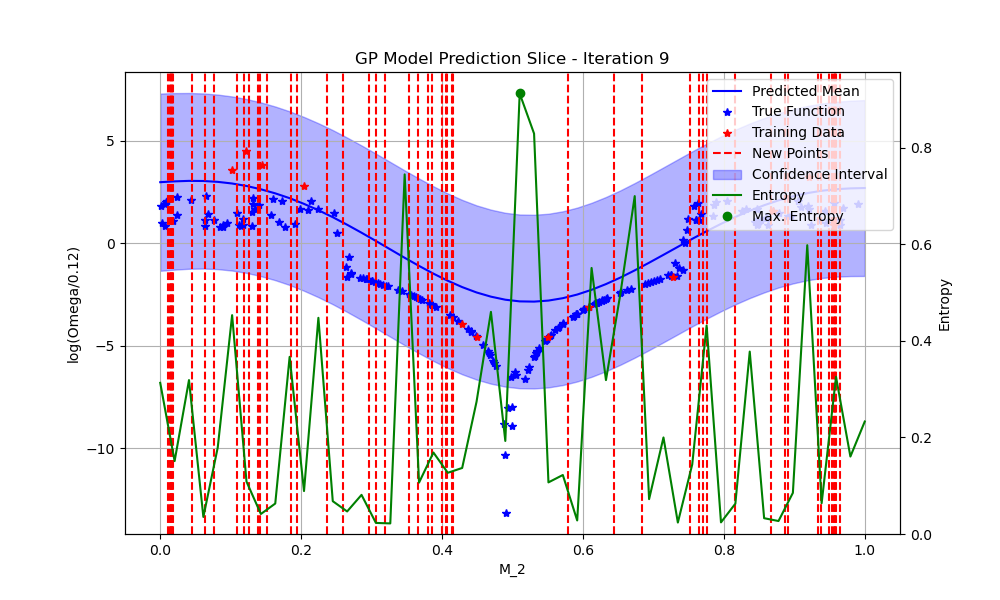 GP Model Prediction Slice - Iteration 9
Predicted Mean
True Function
Training Data
New Points
Confidence Interval
Entropy
Max. Entropy
log(Omega/0.12)
5
0
−5
−10
0.8
0.6
0.4
0.2
0.0
Entropy
0.0 0.2 0.4 0.6 0.8 1.0
M_2